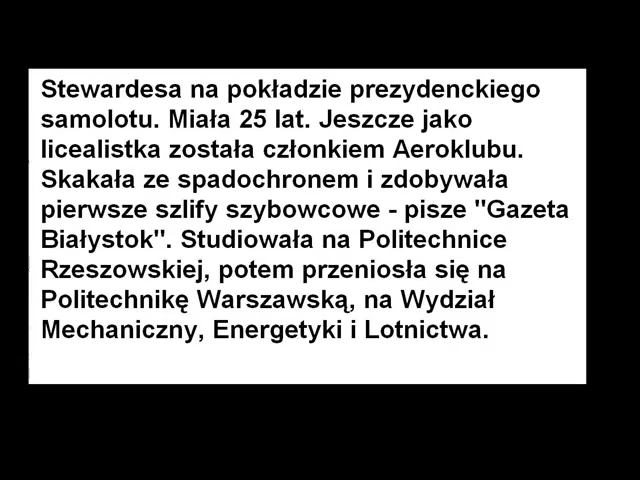 Stewardesa na pokładzie prezydenckiego
samolotu. Miała 25 lat. Jeszcze jako
licealistka została członkiem Aeroklubu.
Skakała ze spadochronem i zdobywała
pierwsze szlify szybowcowe - pisze "Gazeta
Białystok". Studiowała na Politechnice
Rzeszowskiej, potem przeniosła się na
Politechnikę Warszawską, na Wydział
Mechaniczny, Energetyki i Lotnictwa.